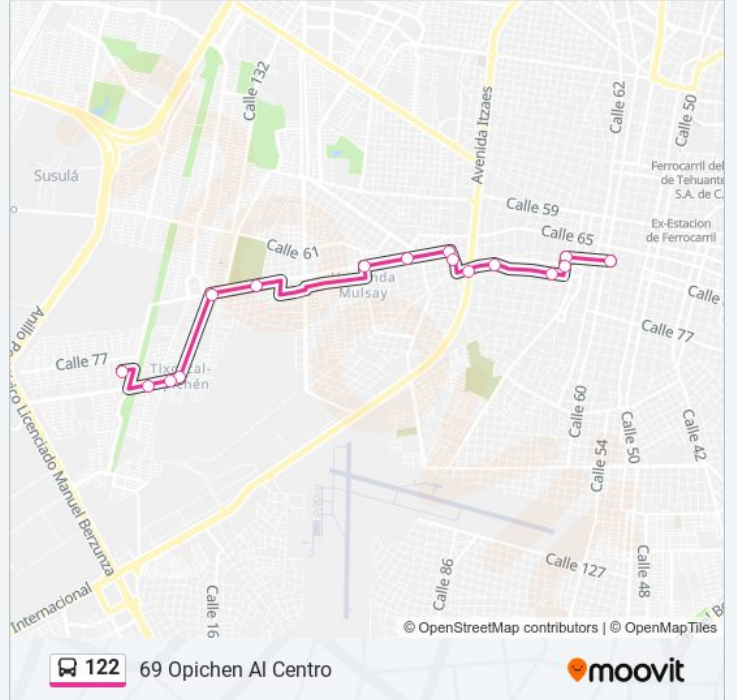 Calle 132
Calle 62
Calle 50
Avenida Itzaes
Ferrocarril del
de Tehuante
S.A. de C.
Susulá
Calle 59
Calle 65
Ex-Estacion
de Ferrocarril
o
Calle 61
Mulsay
Calle
Calle 77
Anillo Pe
Calle 77
Calle 60
Calle 50
Calle 42
Calle 54
ico Licenciado Manuel Berzunza
Calle 86
Calle 127
Calle 48
Calle 16
Internacional
© OpenStreetMap contributors | © OpenMapTiles
122 69 Opichen Al Centro
moovit